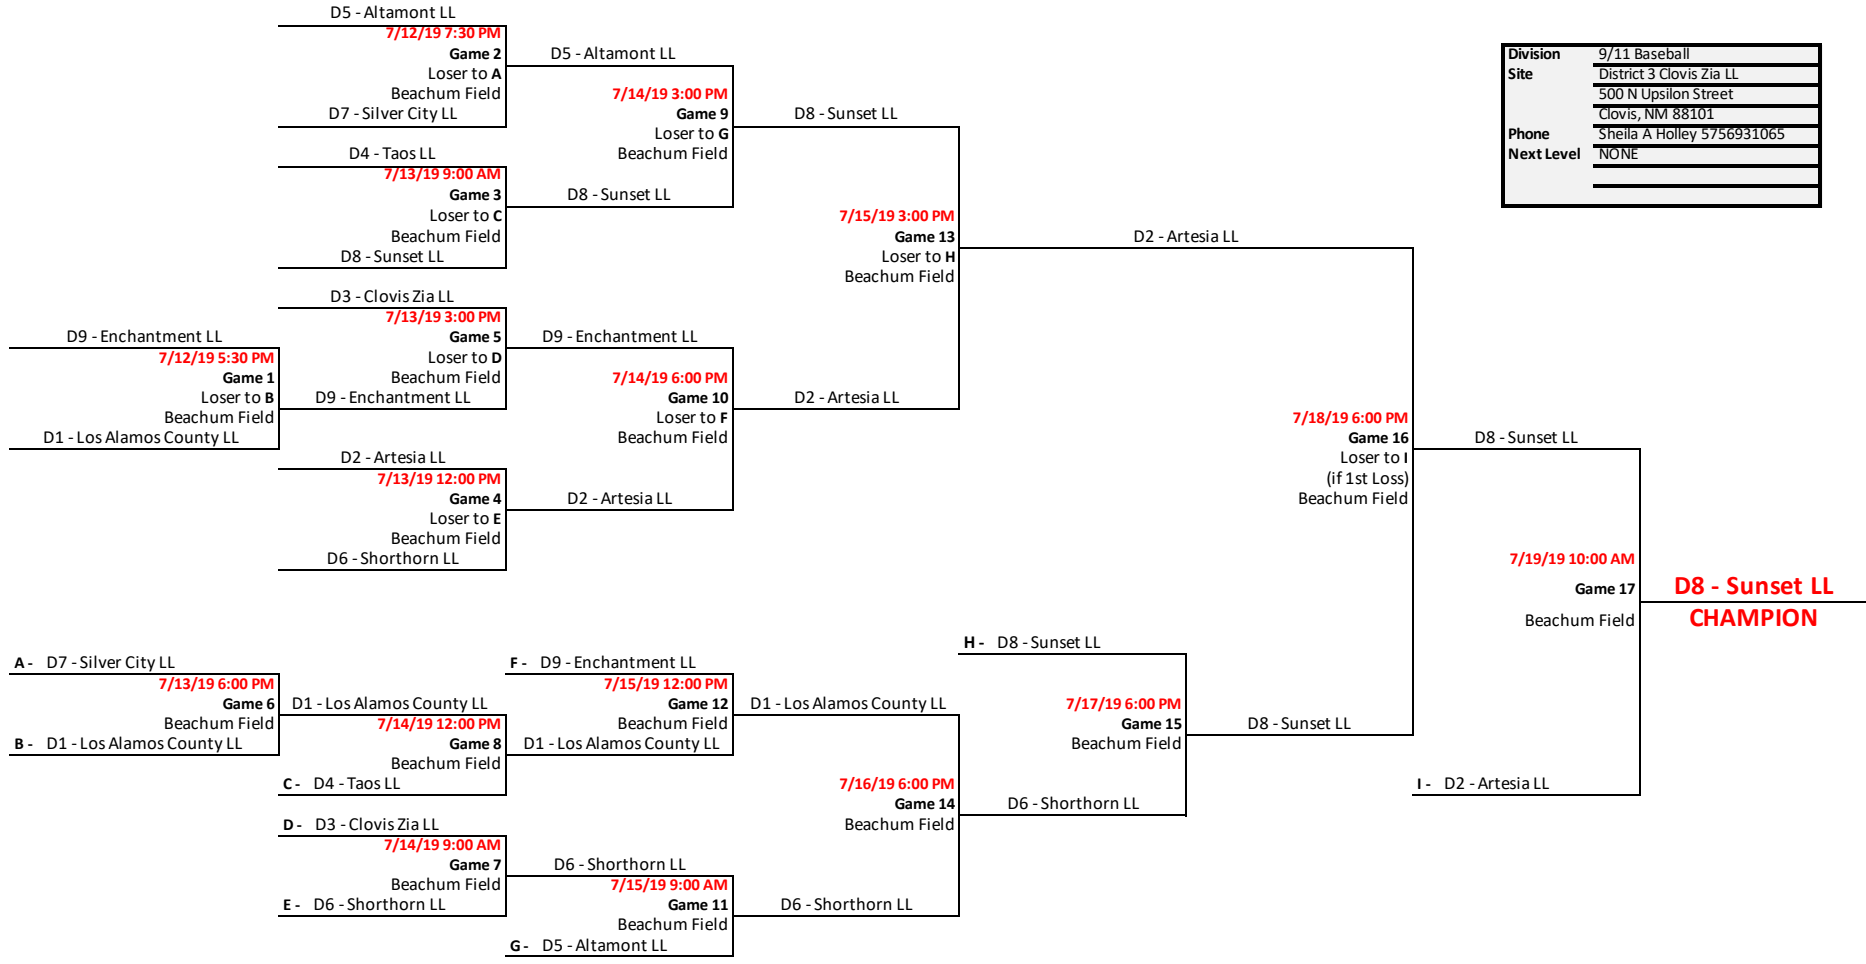 D5 - Altamont LL
7/12/19 7:30 PM
Game 2
Loser to A
Beachum Field
D7 - Silver City LL
D5 - Altamont LL
D4 - Taos LL
7/13/19 9:00 AM
Game 3
Loser to C
Beachum Field
D8 - Sunset LL
D8 - Sunset LL
7/14/19 3:00 PM
Game 9
Loser to G
Beachum Field
D8 - Sunset LL
D3 - Clovis Zia LL
7/13/19 3:00 PM
Game 5
Loser to D
Beachum Field
D9 - Enchantment LL
D9 - Enchantment LL
7/12/19 5:30 PM
Game 1
Loser to B
Beachum Field
D1 - Los Alamos County LL
D9 - Enchantment LL
D2 - Artesia LL
7/13/19 12:00 PM
Game 4
Loser to E
Beachum Field
D6 - Shorthorn LL
D2 - Artesia LL
7/14/19 6:00 PM
Game 10
Loser to F
Beachum Field
D2 - Artesia LL
7/15/19 3:00 PM
Game 13
Loser to H
Beachum Field
D2 - Artesia LL
7/18/19 6:00 PM
Game 16
Loser to I
(if 1st Loss)
Beachum Field
D8 - Sunset LL
7/19/19 10:00 AM
Game 17
Beachum Field
D8 - Sunset LL
CHAMPION
I - D2 - Artesia LL
Division 9/11 Baseball
Site District 3 Clovis Zia LL
500 N Upsilon Street
Clovis, NM 88101
Phone Sheila A Holley 5756931065
Next Level NONE
A - D7 - Silver City LL
7/13/19 6:00 PM
Game 6
Beachum Field
B - D1 - Los Alamos County LL
D1 - Los Alamos County LL
7/14/19 12:00 PM
Game 8
Beachum Field
C - D4 - Taos LL
D - D3 - Clovis Zia LL
7/14/19 9:00 AM
Game 7
Beachum Field
E - D6 - Shorthorn LL
F - D9 - Enchantment LL
7/15/19 12:00 PM
Game 12
Beachum Field
D1 - Los Alamos County LL
D6 - Shorthorn LL
7/15/19 9:00 AM
Game 11
Beachum Field
G - D5 - Altamont LL
D1 - Los Alamos County LL
7/16/19 6:00 PM
Game 14
Beachum Field
D6 - Shorthorn LL
H - D8 - Sunset LL
7/17/19 6:00 PM
Game 15
Beachum Field
D6 - Shorthorn LL
D8 - Sunset LL